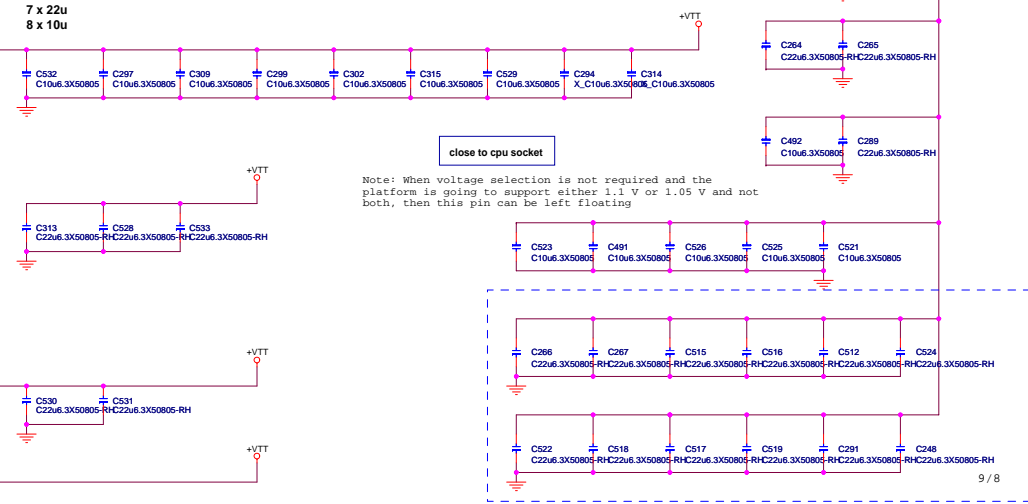 7 x 22u
8 x 10u
+VTT
C532 C297 C309 C299 C302 C315 C529 C294 C314
C10u6.3X50805 C10u6.3X50805 C10u6.3X50805 C10u6.3X50805 C10u6.3X50805 C10u6.3X50805 C10u6.3X50805 X_C10u6.3X50805 X_C10u6.3X50805
C264 C265
C22u6.3X50805-RH C22u6.3X50805-RH
C492 C289
C10u6.3X50805 C22u6.3X50805-RH
close to cpu socket
Note: When voltage selection is not required and the
platform is going to support either 1.1 V or 1.05 V and not
both, then this pin can be left floating
+VTT
C313 C528 C533
C22u6.3X50805-RH C22u6.3X50805-RH C22u6.3X50805-RH
C523 C491 C526 C525 C521
C10u6.3X50805 C10u6.3X50805 C10u6.3X50805 C10u6.3X50805 C10u6.3X50805
C266 C267 C515 C516 C512 C524
C22u6.3X50805-RH C22u6.3X50805-RH C22u6.3X50805-RH C22u6.3X50805-RH C22u6.3X50805-RH C22u6.3X50805-RH
+VTT
C530 C531
C22u6.3X50805-RH C22u6.3X50805-RH
+VTT
C522 C518 C517 C519 C291 C248
C22u6.3X50805-RH C22u6.3X50805-RH C22u6.3X50805-RH C22u6.3X50805-RH C22u6.3X50805-RH C22u6.3X50805-RH
9/8